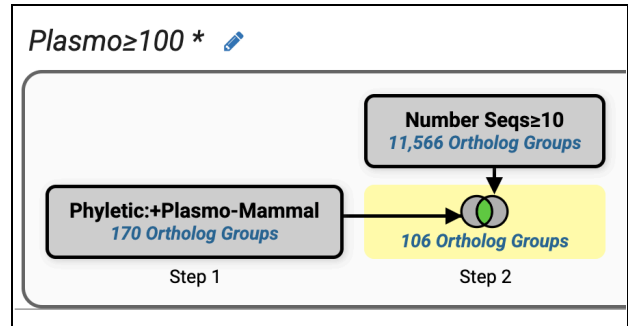 Plasmo≥100 *
Number Seqs≥10
11,566 Ortholog Groups
Phyletic:+Plasmo-Mammal
170 Ortholog Groups
106 Ortholog Groups
Step 1
Step 2